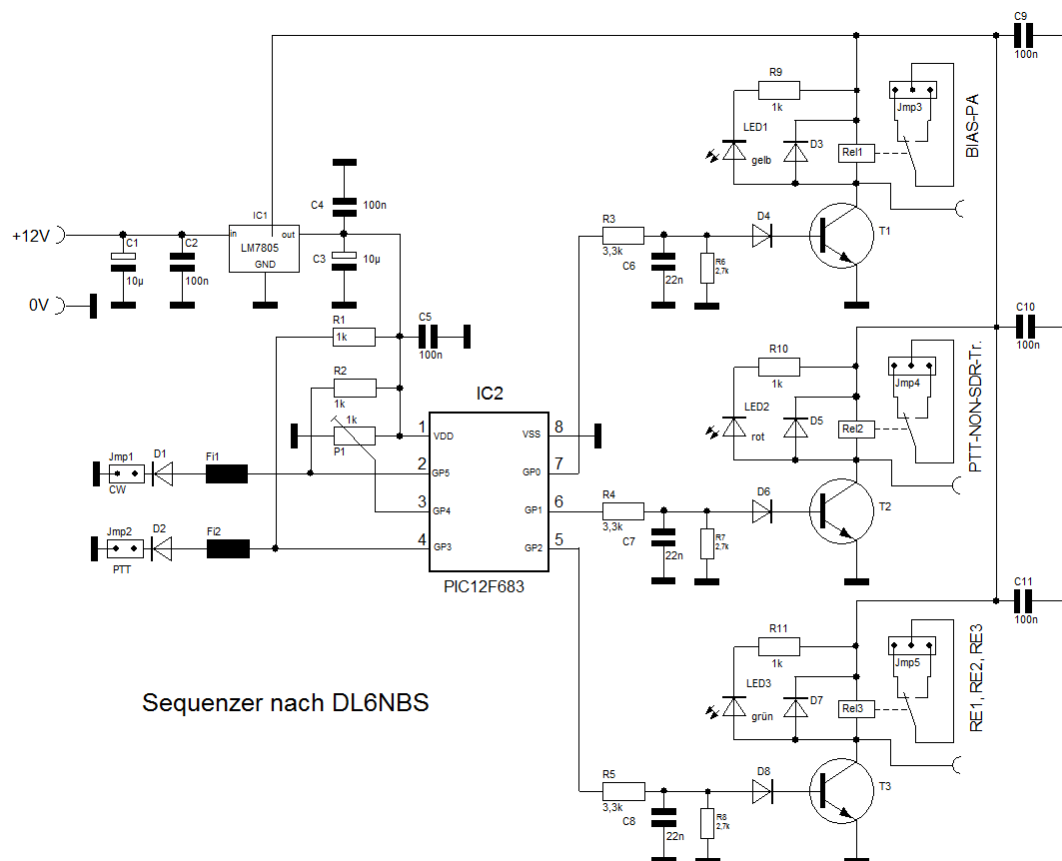 C9
100n
R9
1k
Jmp3
BIAS-PA
LED1
gelb
D3
Rel1
IC1
in
out
LM7805
GND
C4
100n
+12V
C1
10µ
C2
100n
C3
10µ
0V
R3
3,3k
C6
22n
R6
2,7k
D4
T1
R1
1k
C5
100n
R2
1k
1k
P1
IC2
C10
100n
R10
1k
Jmp4
PTT-NON-SDR-Tr.
LED2
rot
D5
Rel2
1
VDD
VSS
8
2
GP5
GP0
7
3
GP4
GP1
6
4
GP3
GP2
5
PIC12F683
Jmp1
CW
D1
Fi1
Jmp2
PTT
D2
Fi2
R4
3,3k
C7
22n
R7
2,7k
D6
T2
C11
100n
R11
1k
Jmp5
RE1, RE2, RE3
LED3
grün
D7
Rel3
Sequenzer nach DL6NBS
R5
3,3k
C8
22n
R8
2,7k
D8
T3